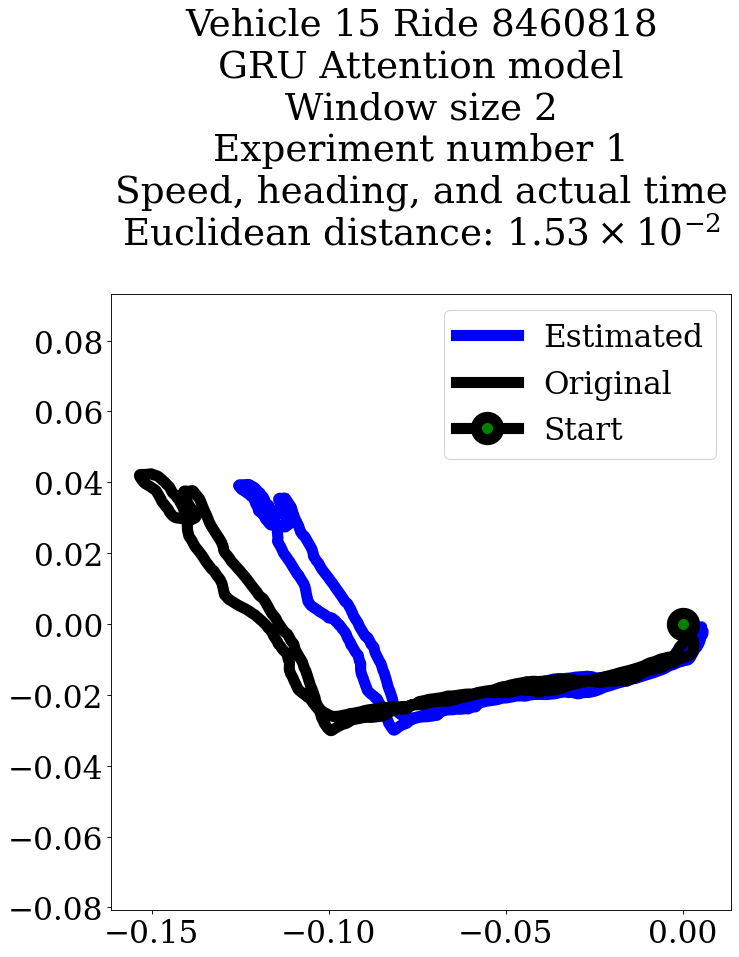 Vehicle 15 Ride 8460818
GRU Attention model
Window size 2
Experiment number 1
Speed, heading, and actual time
Euclidean distance: 1.53 × 10⁻²
Estimated
Original
Start
0.08
0.06
0.04
0.02
0.00
−0.02
−0.04
−0.06
−0.08
−0.15 −0.10 −0.05 0.00